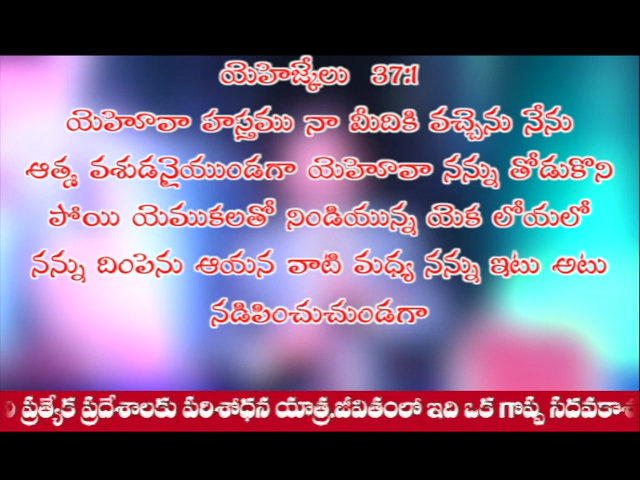 యెహెజ్కేలు 37:1
యెహూవా హస్తము నా మీదికి వచ్చెను నేను
ఆత్మ వశుడనైయుండగా యెహూవా నన్ను తోడుకొని
పోయి యెముకలతో నిండియున్న యెక లోయలో
నన్ను దింపెను ఆయన వాటి మధ్య నన్ను ఇటు అటు
నడిపించుచుండగా
ప్రత్యేక ప్రదేశాలకు పరిశోధన యాత్ర.జీవితంలో ఇది ఒక గొప్ప